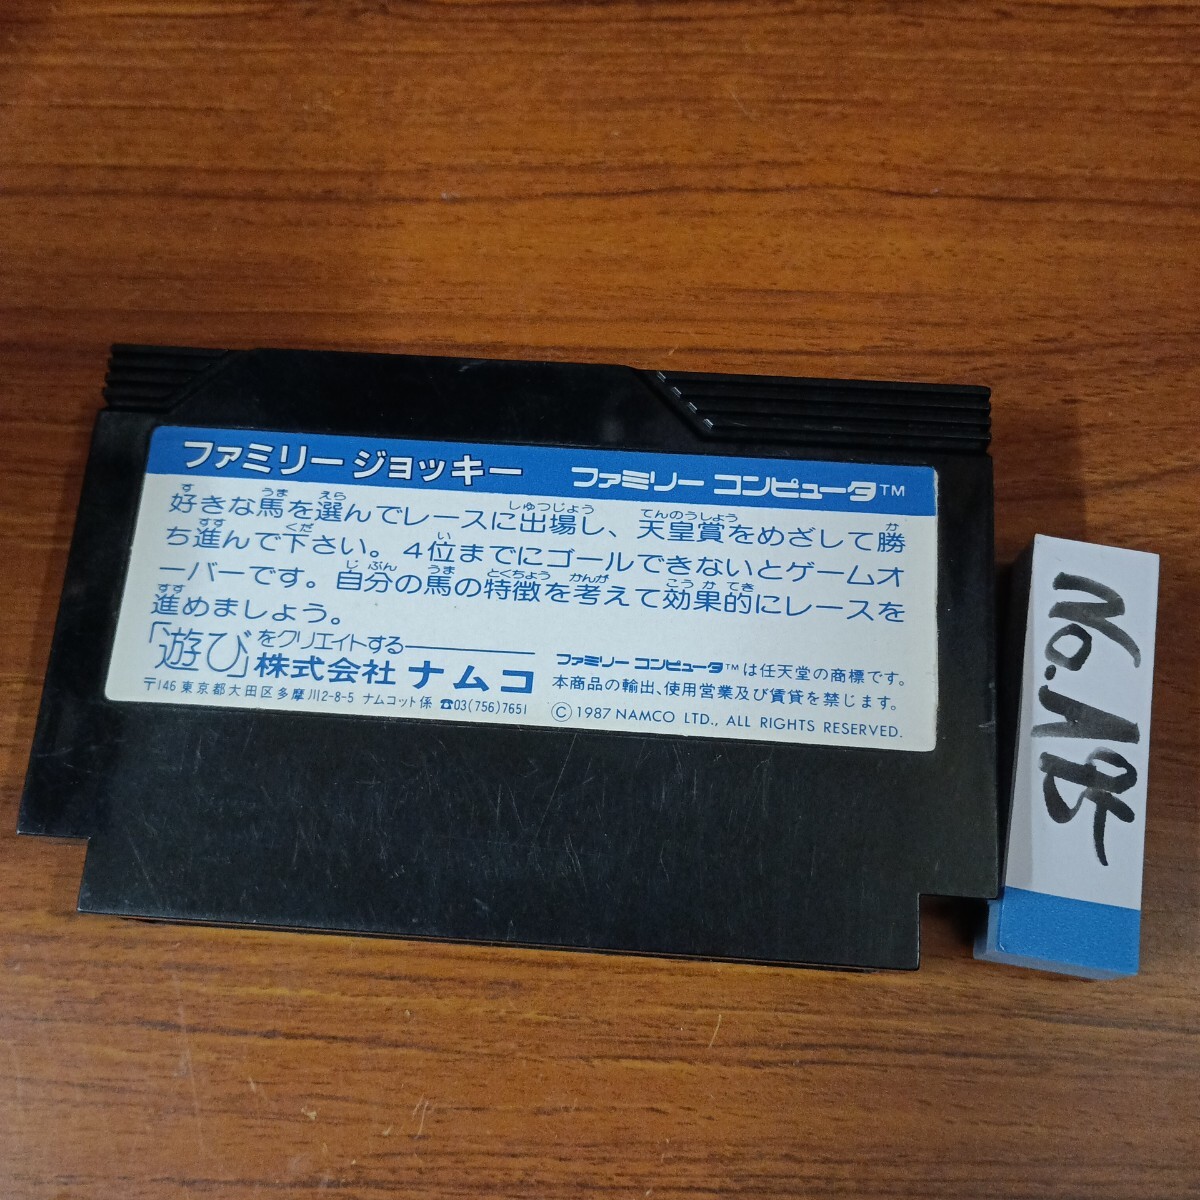 ファミリージョッキー ファミリー コンピュータ™
好きな馬を選んでレースに出場し、天皇賞をめざして勝
ち進んで下さい。4位までにゴールできないとゲームオ
ーバーです。自分の馬の特徴を考えて効果的にレースを
進めましょう。
「遊び」をクリエイトする
株式会社 ナムコ
〒146 東京都大田区多摩川2-8-5 ナムコット係 ☎03(756)7651
ファミリー コンピュータ™は任天堂の商標です。
本商品の輸出、使用営業及び賃貸を禁じます。
Ⓒ 1987 NAMCO LTD., ALL RIGHTS RESERVED.
No.A85